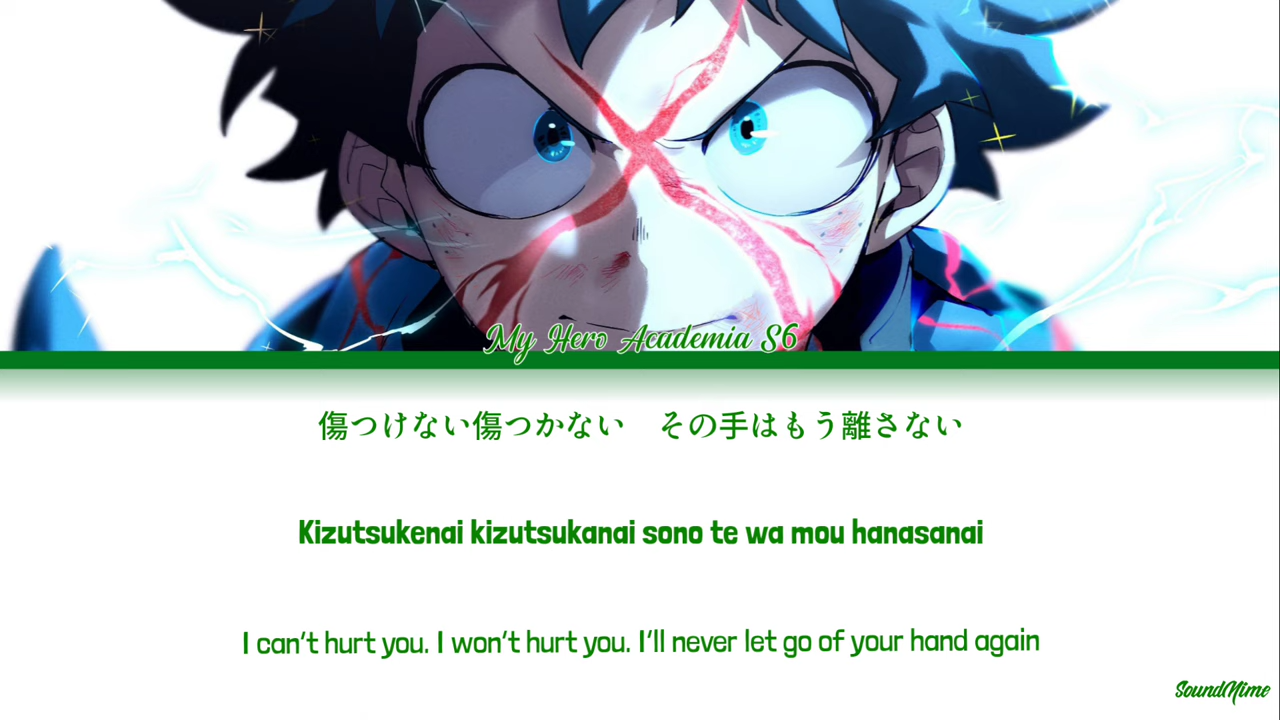 My Hero Academia S6
傷つけない傷つかない　その手はもう離さない
Kizutsukenai kizutsukanai sono te wa mou hanasanai
I can't hurt you. I won't hurt you. I'll never let go of your hand again
SoundMime